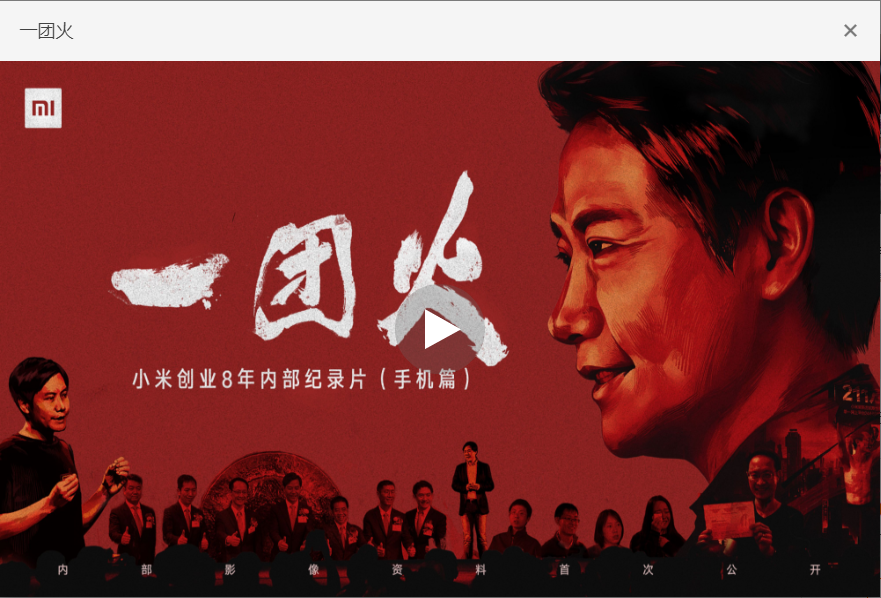 一团火
×
mi
一团火
小米创业8年内部纪录片（手机篇）
内 部 影 像 资 料 首 次 公 开